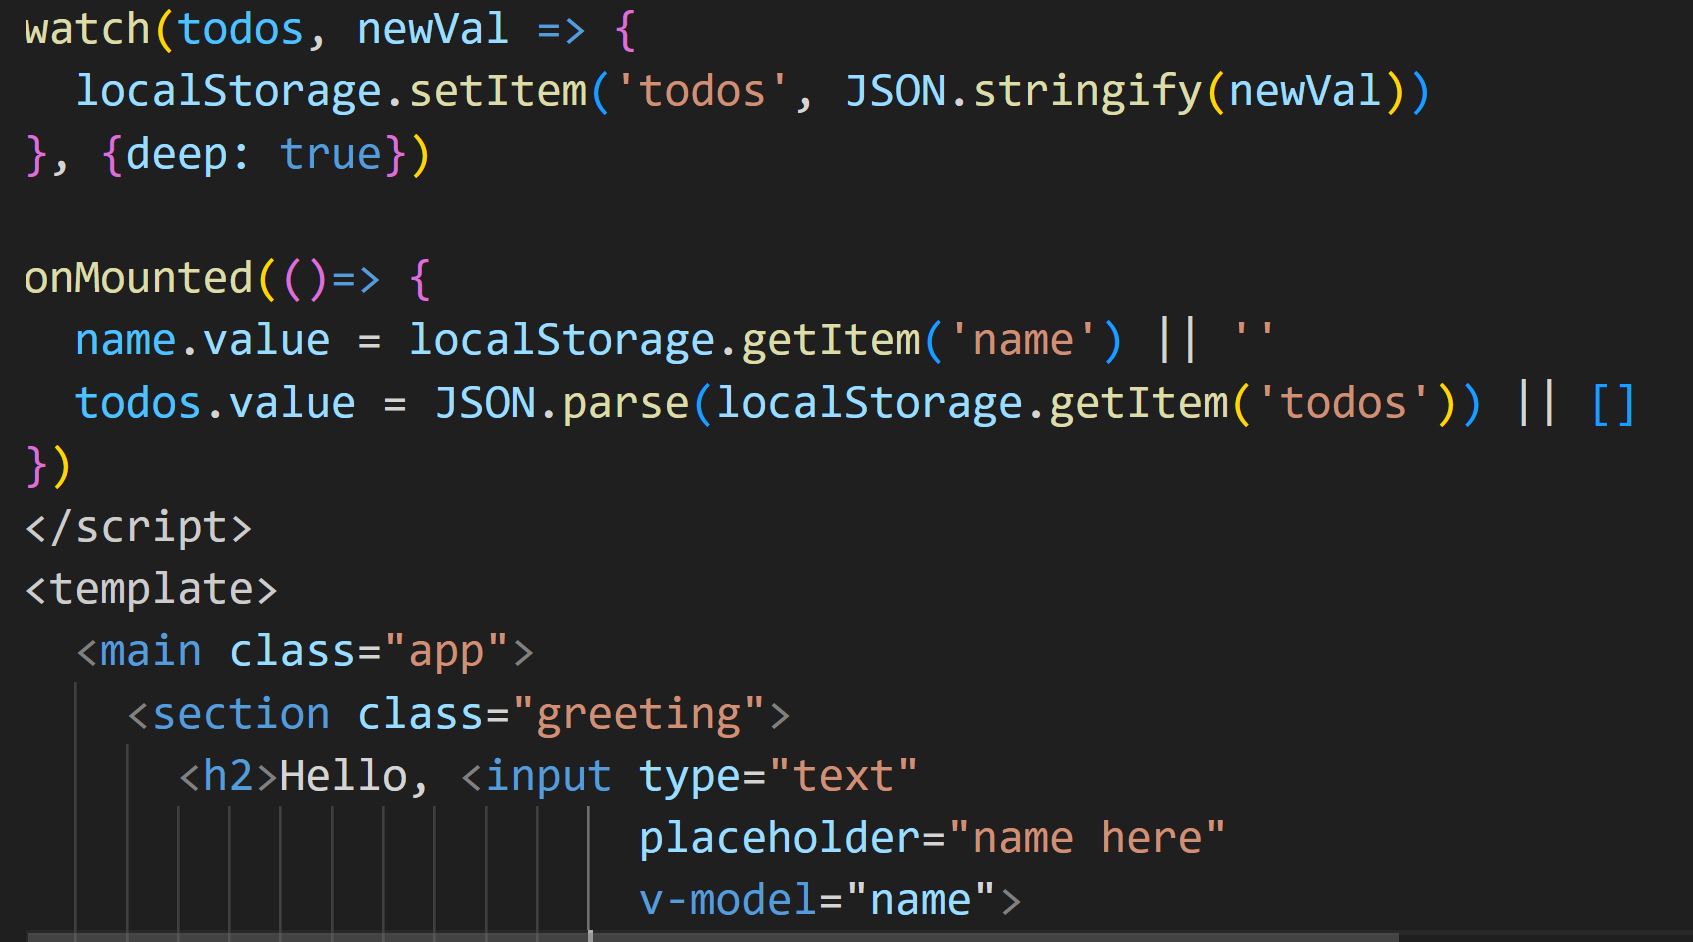 watch(todos, newVal => {
  localStorage.setItem('todos', JSON.stringify(newVal))
}, {deep: true})

onMounted(()=> {
  name.value = localStorage.getItem('name') || ''
  todos.value = JSON.parse(localStorage.getItem('todos')) || []
})
</script>
<template>
  <main class="app">
    <section class="greeting">
      <h2>Hello, <input type="text"
                        placeholder="name here"
                        v-model="name">